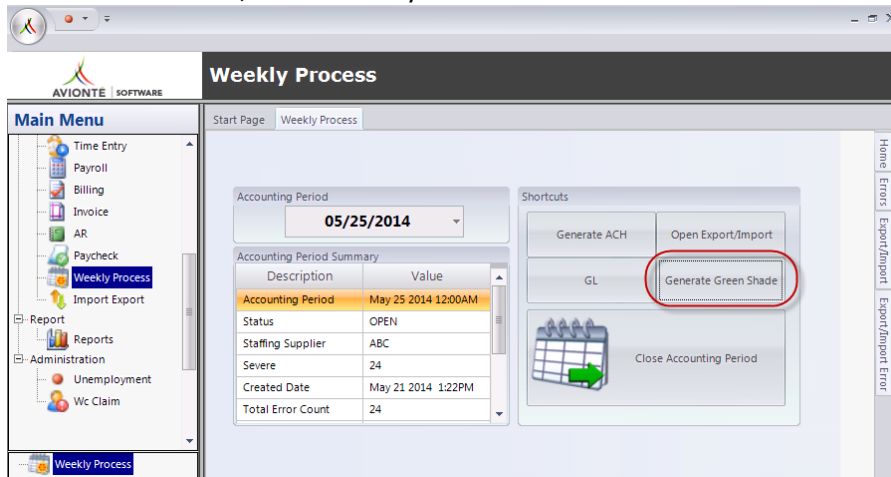 AVIONTÉ SOFTWARE
Weekly Process
Main Menu
Time Entry
Payroll
Billing
Invoice
AR
Paycheck
Weekly Process
Import Export
Report
Reports
Administration
Unemployment
Wc Claim
Weekly Process
Start Page Weekly Process
Accounting Period
05/25/2014
Accounting Period Summary
Description Value
Accounting Period May 25 2014 12:00AM
Status OPEN
Staffing Supplier ABC
Severe 24
Created Date May 21 2014 1:22PM
Total Error Count 24
Shortcuts
Generate ACH Open Export/Import
GL Generate Green Shade
Close Accounting Period
Home
Errors
Export/Import
Export/Import Error